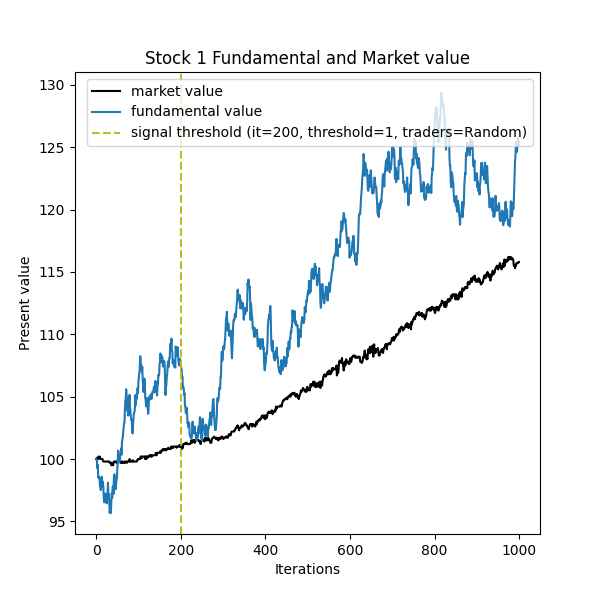 Stock 1 Fundamental and Market value
market value
fundamental value
signal threshold (it=200, threshold=1, traders=Random)
130
125
120
115
110
105
100
95
Present value
0 200 400 600 800 1000
Iterations